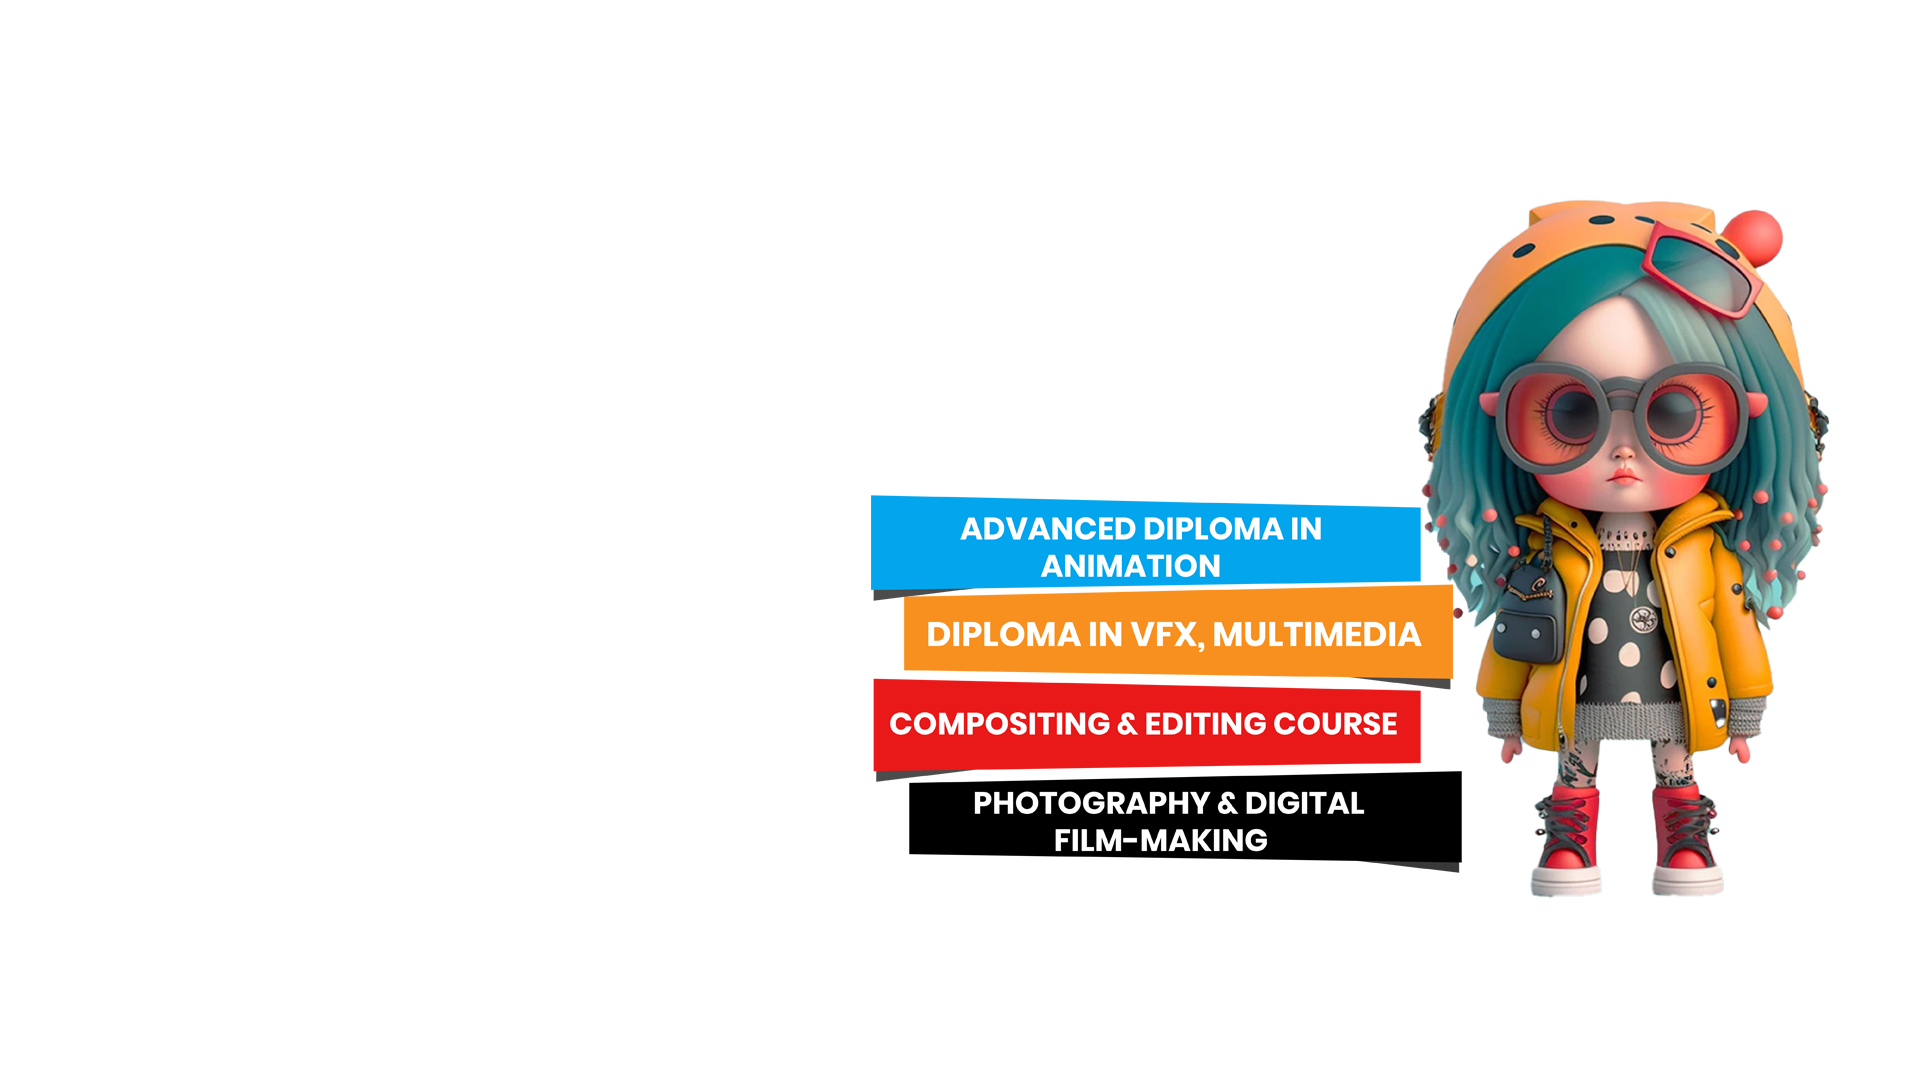 ADVANCED DIPLOMA IN
ANIMATION
DIPLOMA IN VFX, MULTIMEDIA
COMPOSITING & EDITING COURSE
PHOTOGRAPHY & DIGITAL
FILM-MAKING